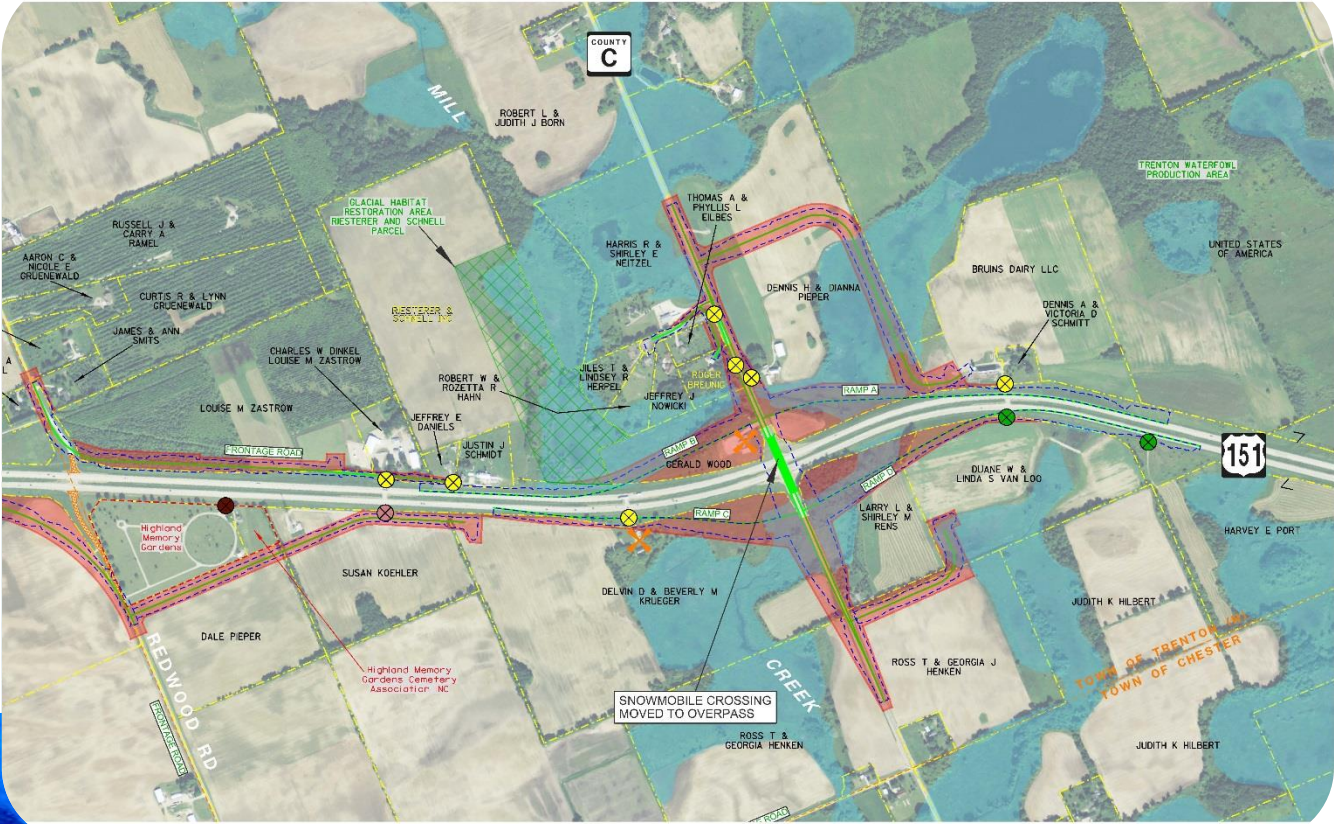 COUNTY
C
MILL
ROBERT L &
JUDITH J BORN
TRENTON WATERFOWL
PRODUCTION AREA
GLACIAL HABITAT
RESTORATION AREA
RIESTERER AND SCHNELL
PARCEL
THOMAS A &
PHYLLIS L
EILBES
RUSSELL J &
CARRY A
RAMEL
HARRIS R &
SHIRLEY E
NEITZEL
UNITED STATES
OF AMERICA
AARON C &
NICOLE E
GRUENEWALD
BRUINS DAIRY LLC
DENNIS H & DIANNA
PIEPER
CURTIS R & LYNN
GRUENEWALD
RIESTERER &
SCHNELL INC
DENNIS A &
VICTORIA D
SCHMITT
JAMES & ANN
SMITS
A
L
CHARLES W DINKEL
LOUISE M ZASTROW
ROBERT W &
ROZETTA R
HAHN
JILES T &
LINDSEY R
HERPEL
ROGER
BREUNIG
JEFFREY J
NOWICKI
RAMP A
LOUISE M ZASTROW
JEFFREY E
DANIELS
JUSTIN J
SCHMIDT
FRONTAGE ROAD
RAMP B
GERALD WOOD
151
RAMP D
DUANE W &
LINDA S VAN LOO
RAMP C
LARRY L &
SHIRLEY M
RENS
Highland
Memory
Gardens
HARVEY E PORT
SUSAN KOEHLER
DELVIN D & BEVERLY M
KRUEGER
JUDITH K HILBERT
DALE PIEPER
REDWOOD RD
TOWN OF TRENTON
TOWN OF CHESTER
Highland Memory
Gardens Cemetery
Association INC
ROSS T & GEORGIA J
HENKEN
CREEK
SNOWMOBILE CROSSING
MOVED TO OVERPASS
FRONTAGE ROAD
ROSS T &
GEORGIA HENKEN
JUDITH K HILBERT
ROAD